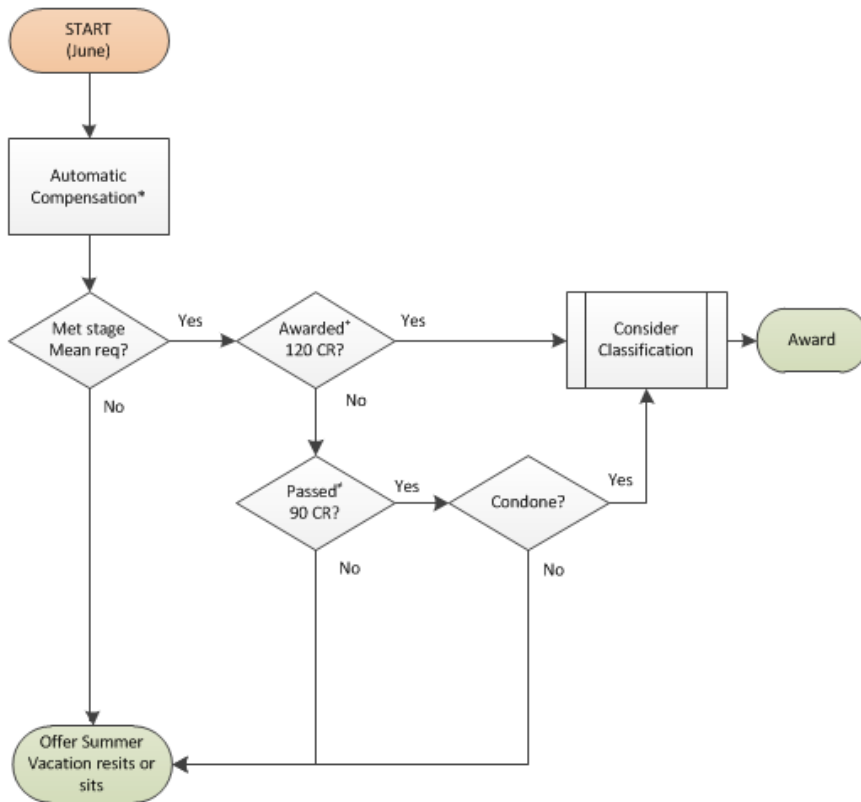 START
(June)
Automatic
Compensation*
Met stage
Mean req?
Yes
Awarded⁺
120 CR?
Yes
Consider
Classification
Award
No
No
Passed≠
90 CR?
Yes
Condone?
Yes
No
No
Offer Summer
Vacation resits or
sits